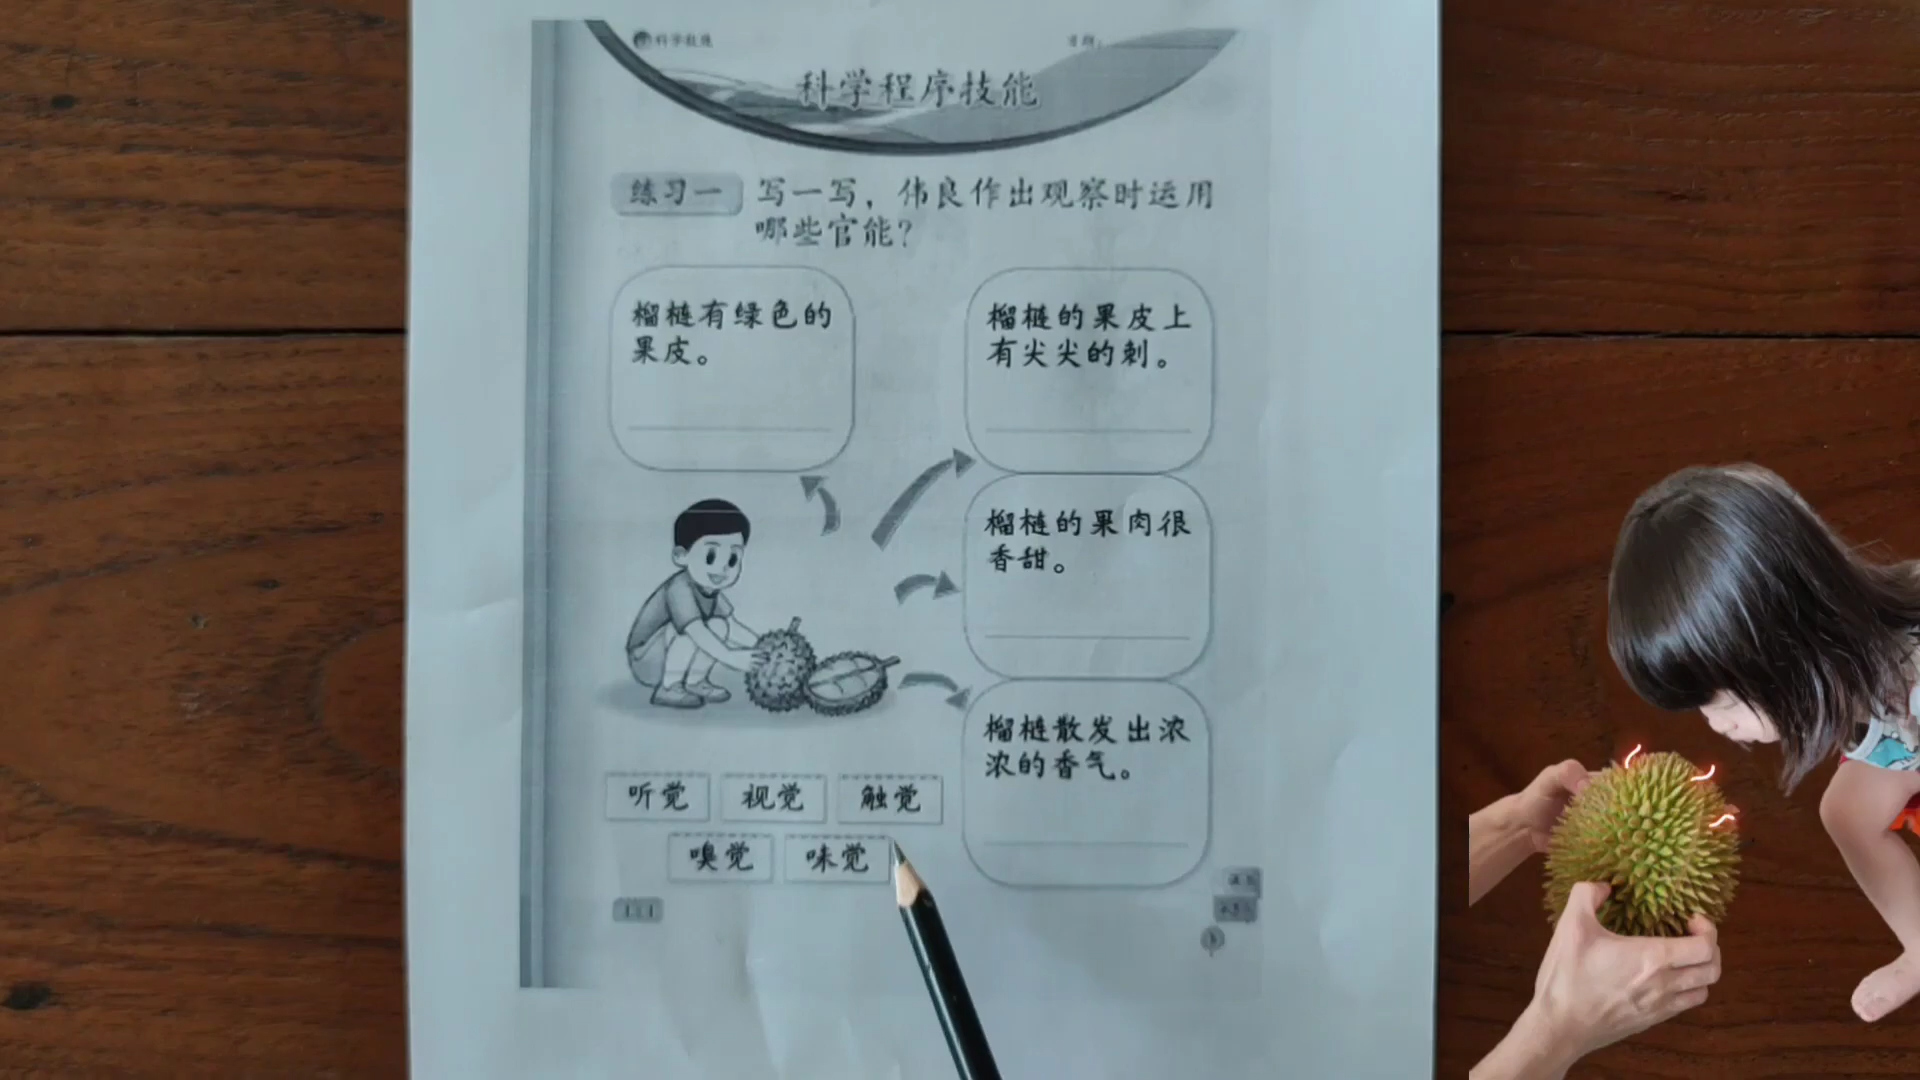 科学程序技能
练习一 写一写，伟良作出观察时运用
哪些官能？
榴梿有绿色的
果皮。
榴梿的果皮上
有尖尖的刺。
榴梿的果肉很
香甜。
榴梿散发出浓
浓的香气。
听觉 视觉 触觉
嗅觉 味觉